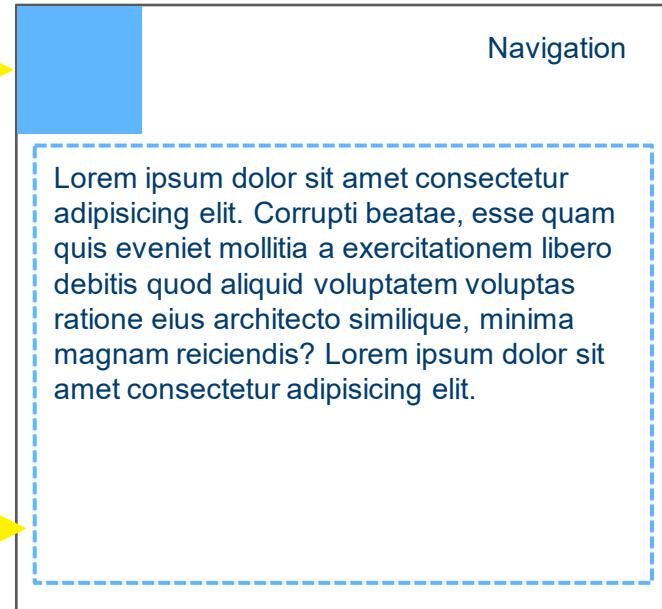 Navigation
Lorem ipsum dolor sit amet consectetur
adipisicing elit. Corrupti beatae, esse quam
quis eveniet mollitia a exercitationem libero
debitis quod aliquid voluptatem voluptas
ratione eius architecto similique, minima
magnam reiciendis? Lorem ipsum dolor sit
amet consectetur adipisicing elit.